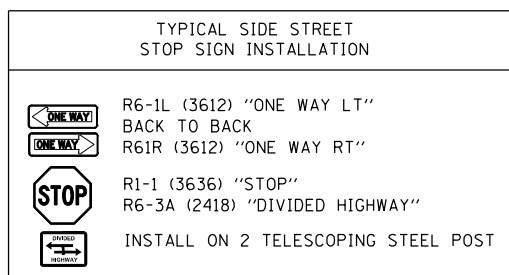 TYPICAL SIDE STREET
STOP SIGN INSTALLATION
ONE WAY
R6-1L (3612) "ONE WAY LT"
BACK TO BACK
ONE WAY
R61R (3612) "ONE WAY RT"
STOP
R1-1 (3636) "STOP"
R6-3A (2418) "DIVIDED HIGHWAY"
DIVIDED
HIGHWAY
INSTALL ON 2 TELESCOPING STEEL POST